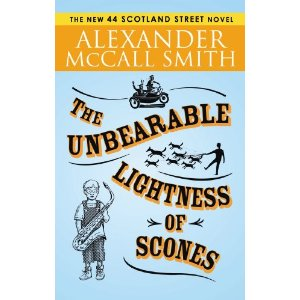 THE NEW 44 SCOTLAND STREET NOVEL
ALEXANDER
McCALL SMITH
THE
UNBEARABLE
LIGHTNESS
OF
SCONES